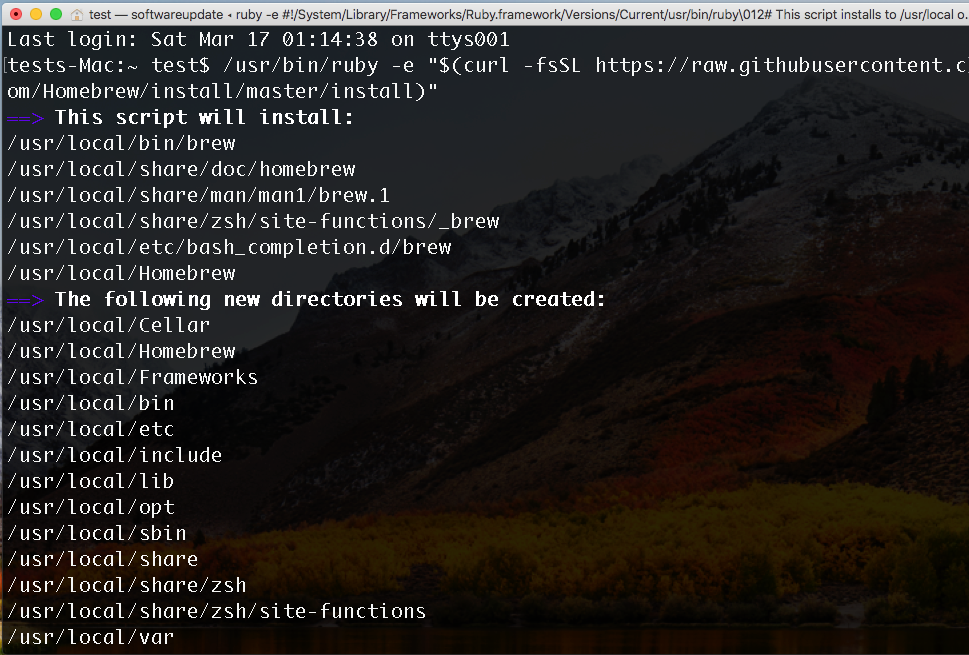 test — softwareupdate ◂ ruby -e #!/System/Library/Frameworks/Ruby.framework/Versions/Current/usr/bin/ruby\012# This script installs to /usr/local o...
Last login: Sat Mar 17 01:14:38 on ttys001
[tests-Mac:~ test$ /usr/bin/ruby -e "$(curl -fsSL https://raw.githubusercontent.c]
om/Homebrew/install/master/install)"
==> This script will install:
/usr/local/bin/brew
/usr/local/share/doc/homebrew
/usr/local/share/man/man1/brew.1
/usr/local/share/zsh/site-functions/_brew
/usr/local/etc/bash_completion.d/brew
/usr/local/Homebrew
==> The following new directories will be created:
/usr/local/Cellar
/usr/local/Homebrew
/usr/local/Frameworks
/usr/local/bin
/usr/local/etc
/usr/local/include
/usr/local/lib
/usr/local/opt
/usr/local/sbin
/usr/local/share
/usr/local/share/zsh
/usr/local/share/zsh/site-functions
/usr/local/var